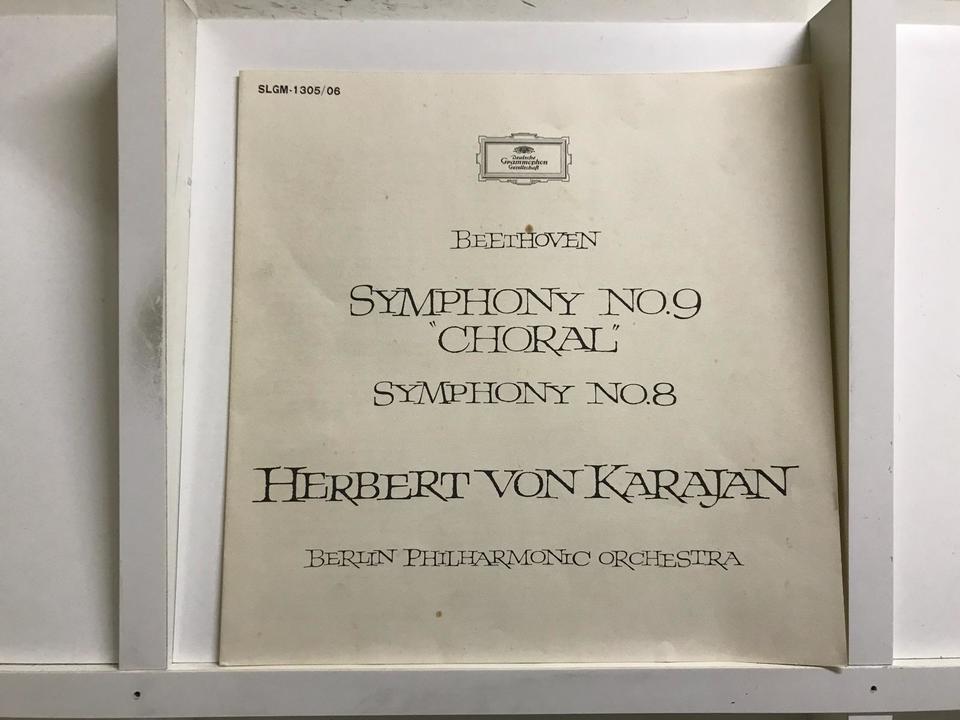 SLGM-1305/06
Deutsche
Grammophon
Gesellschaft
BEETHOVEN
SYMPHONY NO.9
"CHORAL"
SYMPHONY NO.8
HERBERT VON KARAJAN
BERLIN PHILHARMONIC ORCHESTRA